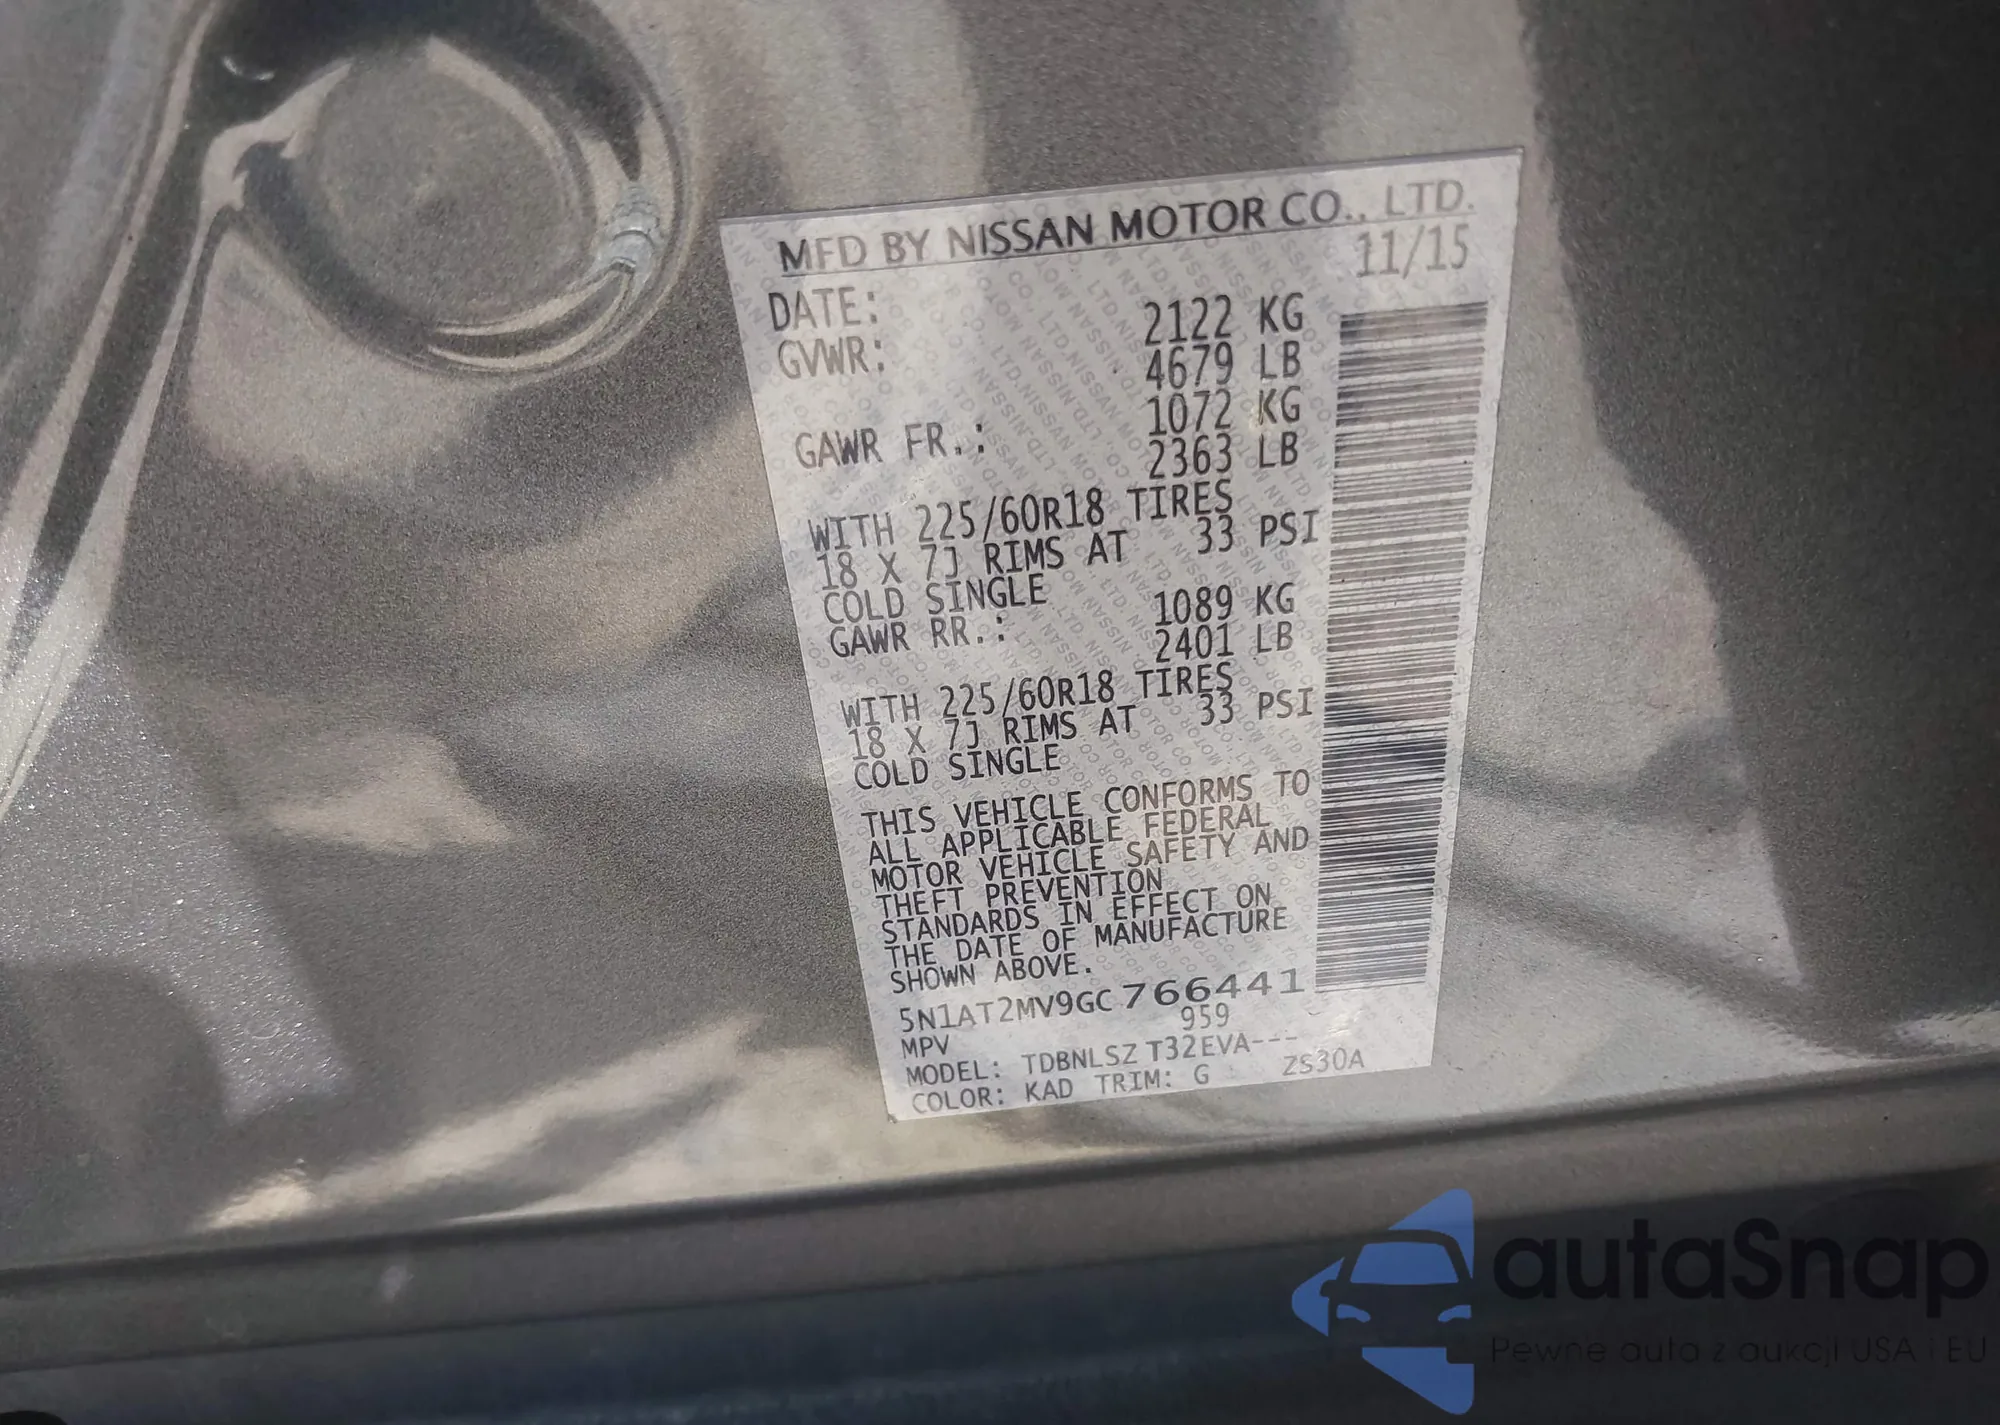 MFD BY NISSAN MOTOR CO., LTD.
DATE: 11/15
GVWR: 2122 KG
4679 LB
GAWR FR.: 1072 KG
2363 LB
WITH 225/60R18 TIRES
18 X 7J RIMS AT 33 PSI
COLD SINGLE
GAWR RR.: 1089 KG
2401 LB
WITH 225/60R18 TIRES
18 X 7J RIMS AT 33 PSI
COLD SINGLE
THIS VEHICLE CONFORMS TO
ALL APPLICABLE FEDERAL
MOTOR VEHICLE SAFETY AND
THEFT PREVENTION
STANDARDS IN EFFECT ON
THE DATE OF MANUFACTURE
SHOWN ABOVE.
5N1AT2MV9GC766441
MPV 959
MODEL: TDBNLSZ T32EVA---
COLOR: KAD TRIM: G ZS30A
autaSnap
Pewne auta z aukcji USA i EU